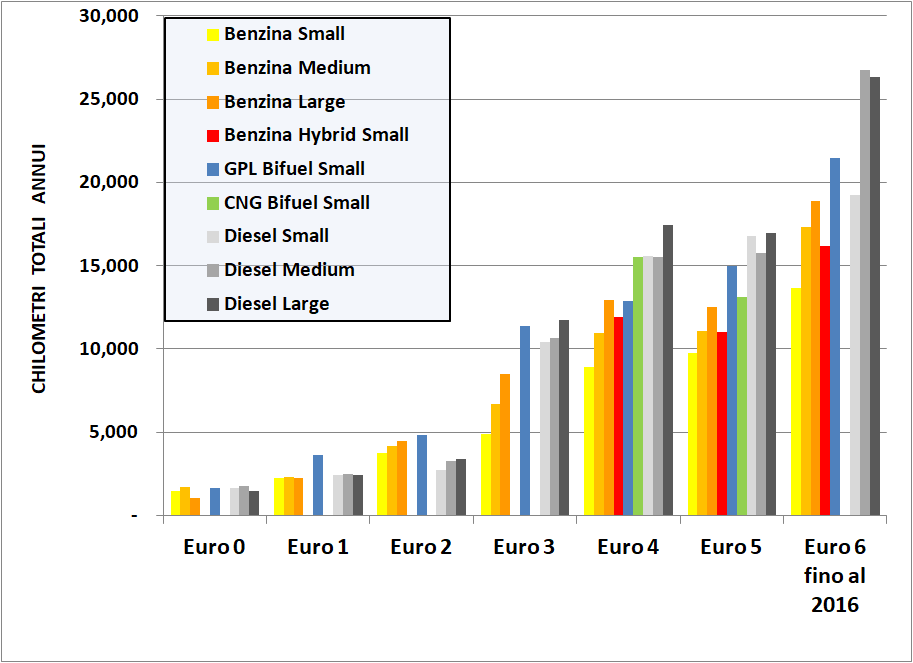 30,000
25,000
20,000
15,000
10,000
5,000
-
CHILOMETRI TOTALI ANNUI
Benzina Small
Benzina Medium
Benzina Large
Benzina Hybrid Small
GPL Bifuel Small
CNG Bifuel Small
Diesel Small
Diesel Medium
Diesel Large
Euro 0
Euro 1
Euro 2
Euro 3
Euro 4
Euro 5
Euro 6
fino al
2016